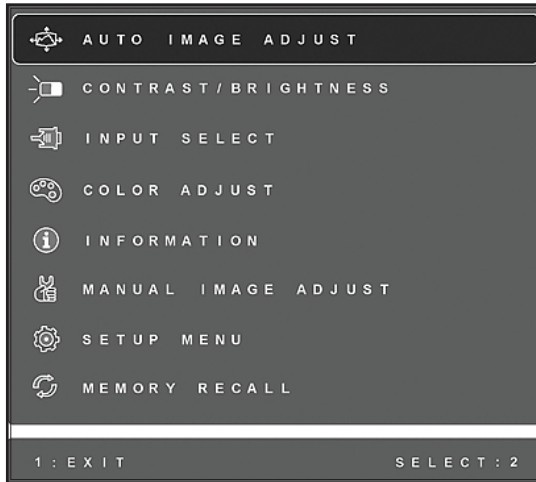 AUTO IMAGE ADJUST
CONTRAST/BRIGHTNESS
INPUT SELECT
COLOR ADJUST
INFORMATION
MANUAL IMAGE ADJUST
SETUP MENU
MEMORY RECALL
1:EXIT SELECT:2